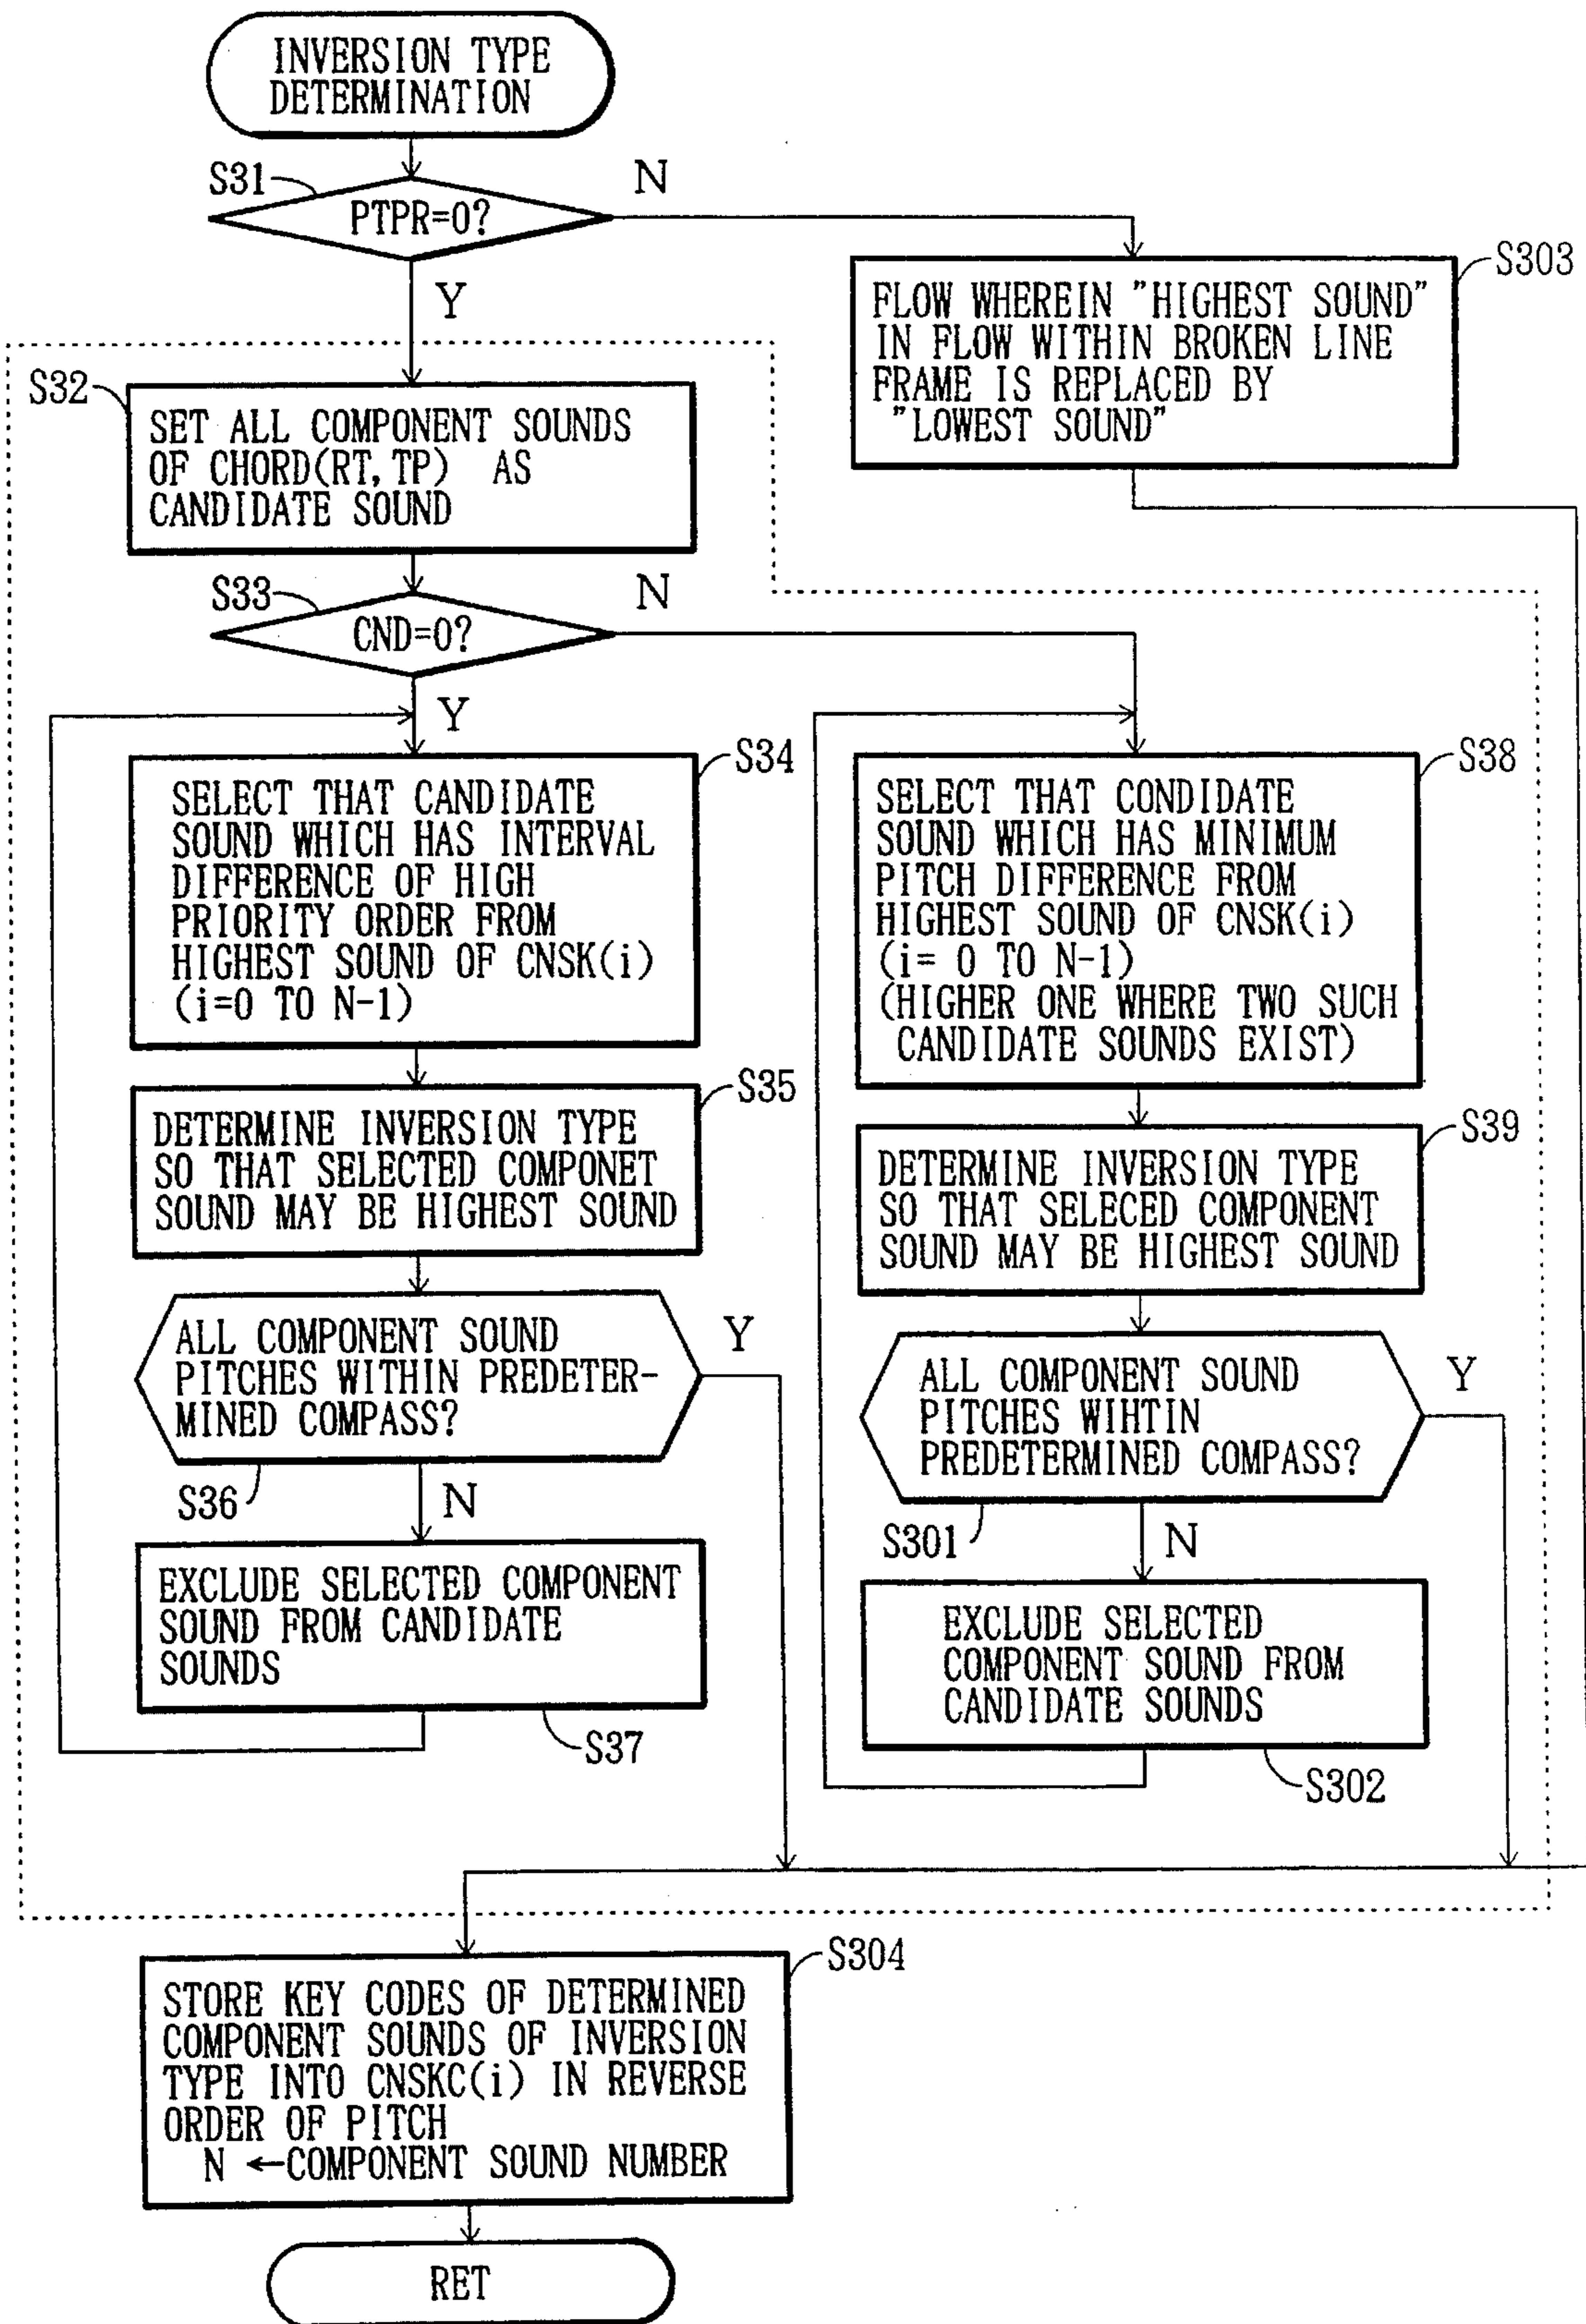 INVERSION TYPE
DETERMINATION
S31
N
PTPR=0?
Y
S303
FLOW WHEREIN "HIGHEST SOUND"
IN FLOW WITHIN BROKEN LINE
FRAME IS REPLACED BY
"LOWEST SOUND"
S32
SET ALL COMPONENT SOUNDS
OF CHORD(RT, TP) AS
CANDIDATE SOUND
S33
N
CND=0?
Y
S34
SELECT THAT CANDIDATE
SOUND WHICH HAS INTERVAL
DIFFERENCE OF HIGH
PRIORITY ORDER FROM
HIGHEST SOUND OF CNSK(i)
(i=0 TO N-1)
S38
SELECT THAT CONDIDATE
SOUND WHICH HAS MINIMUM
PITCH DIFFERENCE FROM
HIGHEST SOUND OF CNSK(i)
(i= 0 TO N-1)
(HIGHER ONE WHERE TWO SUCH
CANDIDATE SOUNDS EXIST)
S35
DETERMINE INVERSION TYPE
SO THAT SELECTED COMPONET
SOUND MAY BE HIGHEST SOUND
S39
DETERMINE INVERSION TYPE
SO THAT SELECED COMPONENT
SOUND MAY BE HIGHEST SOUND
ALL COMPONENT SOUND
PITCHES WITHIN PREDETER-
MINED COMPASS?
Y
S36
N
ALL COMPONENT SOUND
PITCHES WIHTIN
PREDETERMINED COMPASS?
Y
S301
N
EXCLUDE SELECTED COMPONENT
SOUND FROM CANDIDATE
SOUNDS
S37
EXCLUDE SELECTED
COMPONENT SOUND FROM
CANDIDATE SOUNDS
S302
S304
STORE KEY CODES OF DETERMINED
COMPONENT SOUNDS OF INVERSION
TYPE INTO CNSKC(i) IN REVERSE
ORDER OF PITCH
N ←COMPONENT SOUND NUMBER
RET